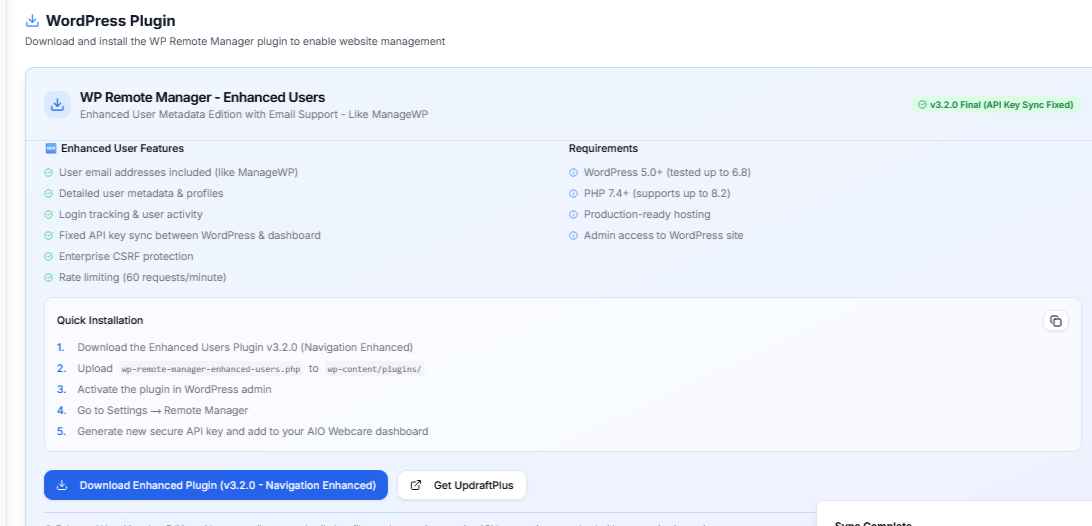 WordPress Plugin
Download and install the WP Remote Manager plugin to enable website management
WP Remote Manager - Enhanced Users
Enhanced User Metadata Edition with Email Support - Like ManageWP
v3.2.0 Final (API Key Sync Fixed)
Enhanced User Features
User email addresses included (like ManageWP)
Detailed user metadata & profiles
Login tracking & user activity
Fixed API key sync between WordPress & dashboard
Enterprise CSRF protection
Rate limiting (60 requests/minute)
Requirements
WordPress 5.0+ (tested up to 6.8)
PHP 7.4+ (supports up to 8.2)
Production-ready hosting
Admin access to WordPress site
Quick Installation
1. Download the Enhanced Users Plugin v3.2.0 (Navigation Enhanced)
2. Upload wp-remote-manager-enhanced-users.php to wp-content/plugins/
3. Activate the plugin in WordPress admin
4. Go to Settings → Remote Manager
5. Generate new secure API key and add to your AIO Webcare dashboard
Download Enhanced Plugin (v3.2.0 - Navigation Enhanced)
Get UpdraftPlus
Sync Complete